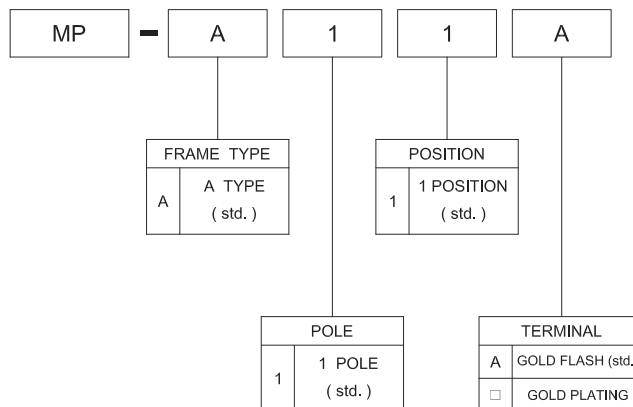 MP - A 1 1 A
FRAME TYPE
A A TYPE
( std. )
POSITION
1 1 POSITION
( std. )
POLE
1 1 POLE
( std. )
TERMINAL
A GOLD FLASH (std.
□ GOLD PLATING